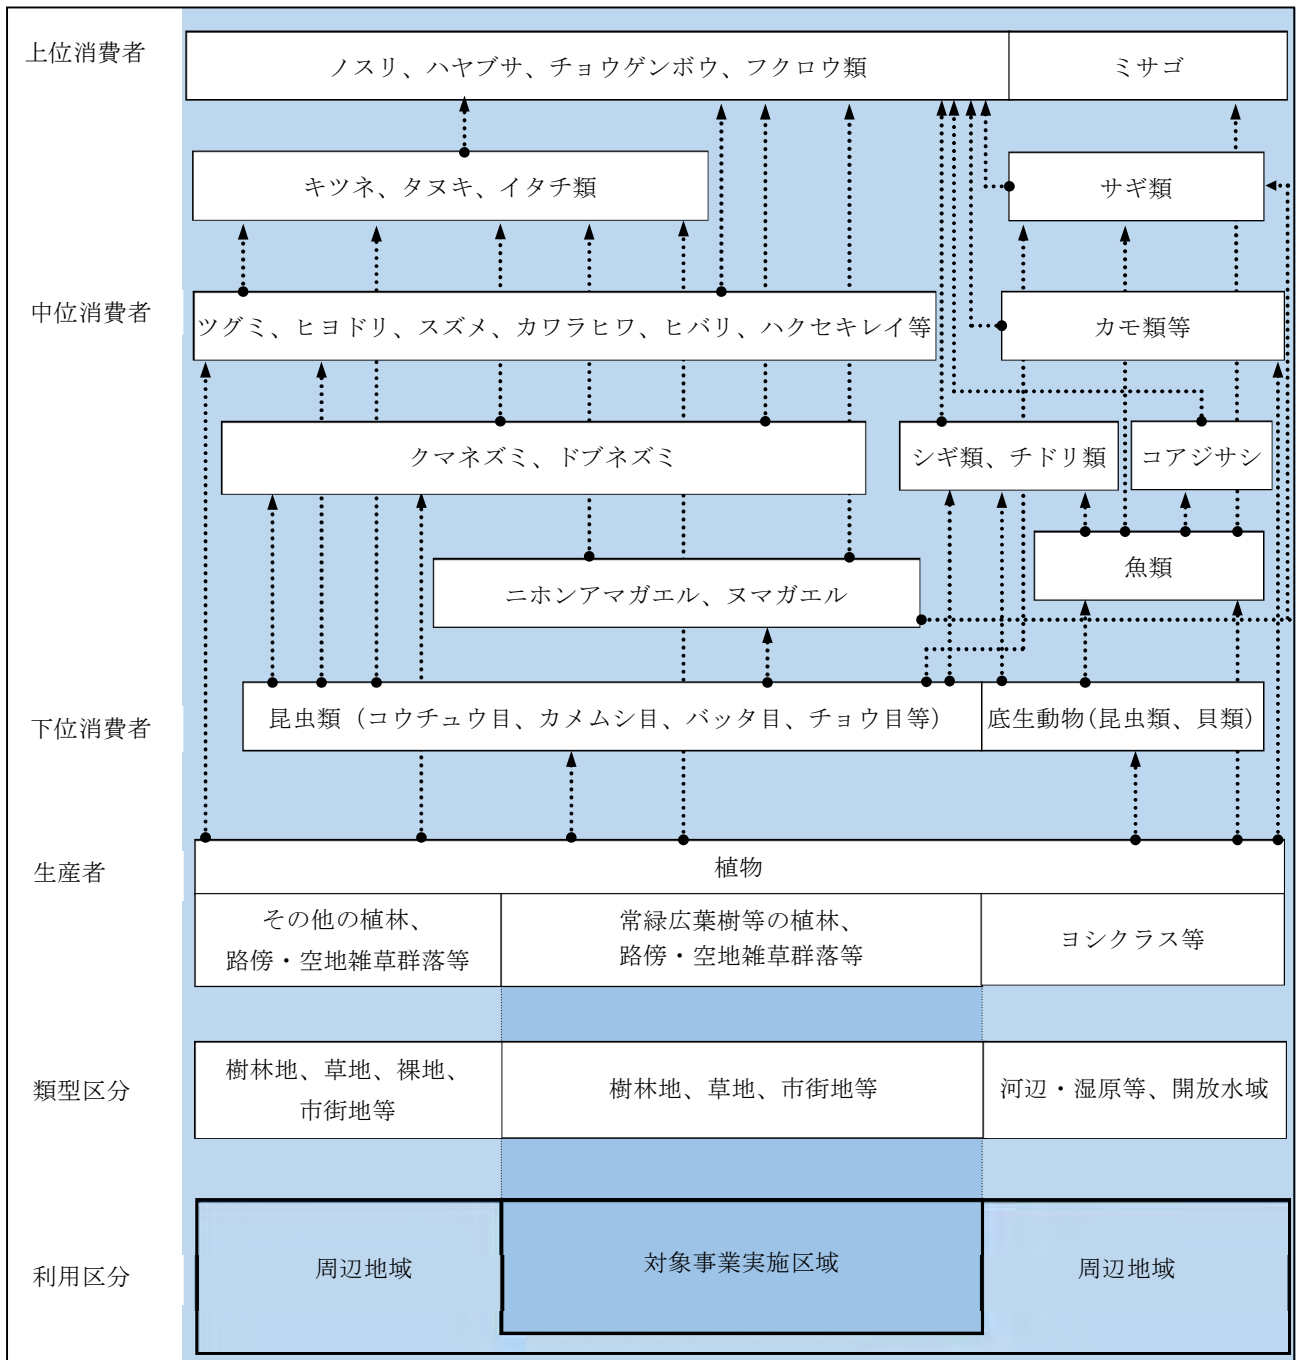 上位消費者
ノスリ、ハヤブサ、チョウゲンボウ、フクロウ類
ミサゴ
キツネ、タヌキ、イタチ類
サギ類
中位消費者
ツグミ、ヒヨドリ、スズメ、カワラヒワ、ヒバリ、ハクセキレイ等
カモ類等
クマネズミ、ドブネズミ
シギ類、チドリ類
コアジサシ
魚類
ニホンアマガエル、ヌマガエル
下位消費者
昆虫類（コウチュウ目、カメムシ目、バッタ目、チョウ目等）
底生動物(昆虫類、貝類)
生産者
植物
その他の植林、
路傍・空地雑草群落等
常緑広葉樹等の植林、
路傍・空地雑草群落等
ヨシクラス等
類型区分
樹林地、草地、裸地、
市街地等
樹林地、草地、市街地等
河辺・湿原等、開放水域
利用区分
周辺地域
対象事業実施区域
周辺地域